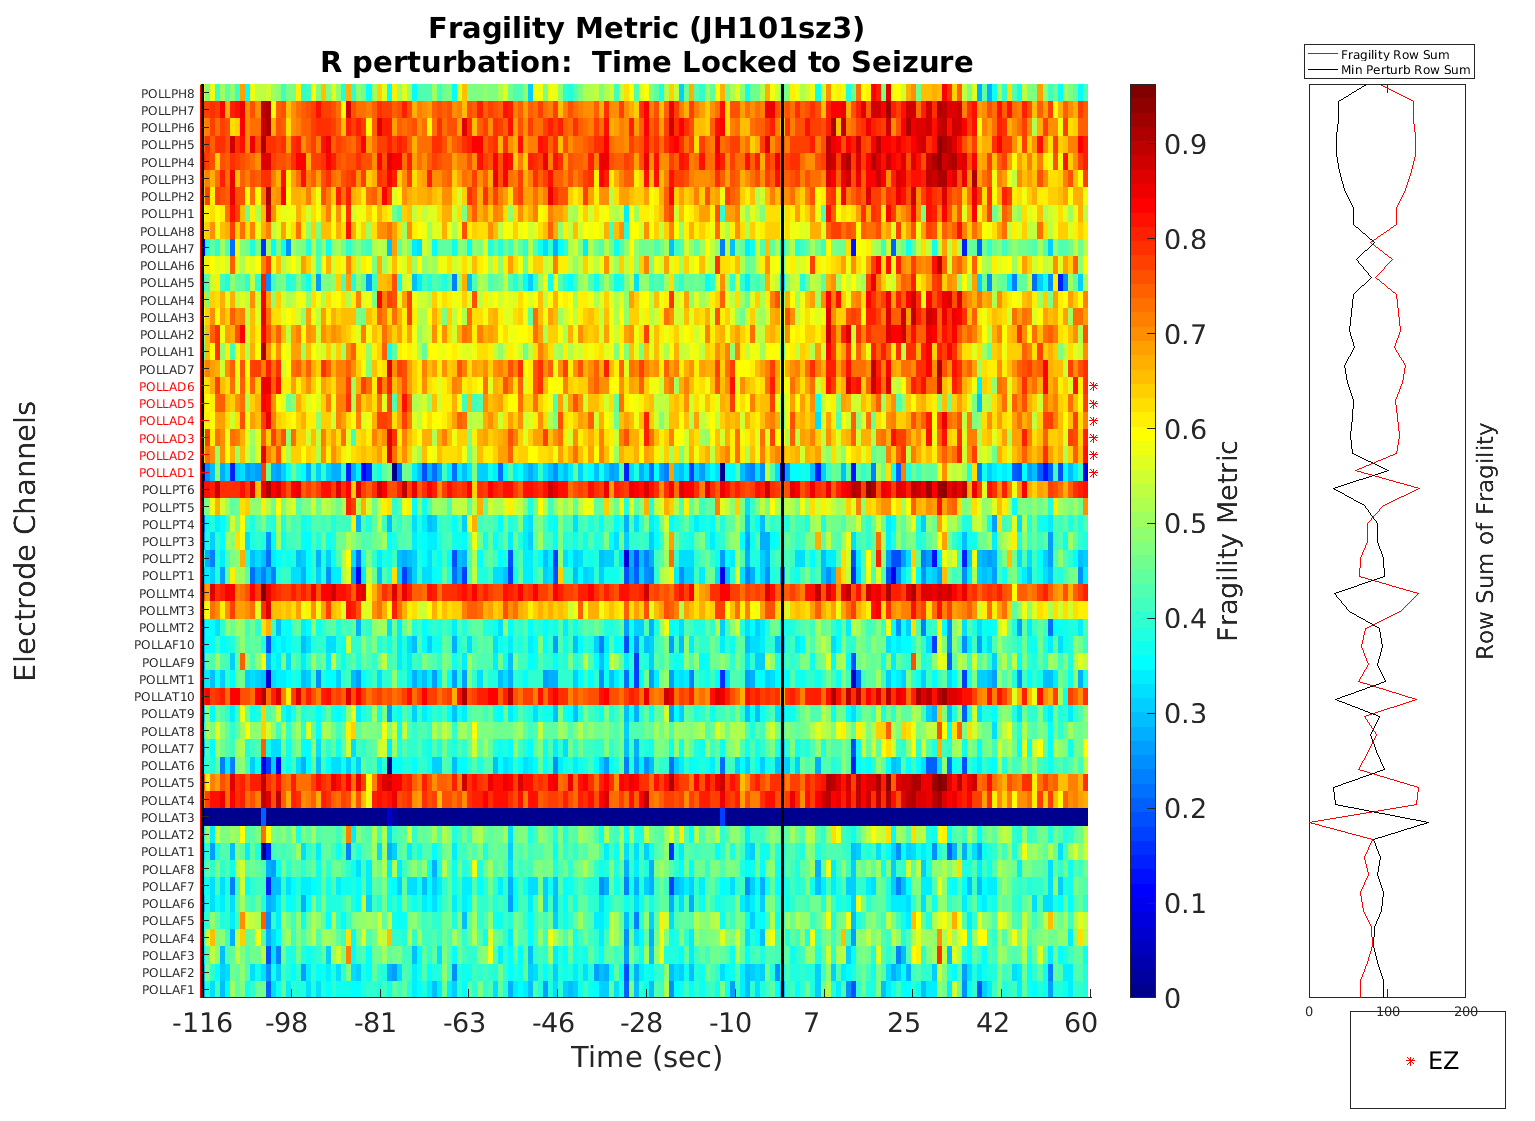 Fragility Metric (JH101sz3)
R perturbation:  Time Locked to Seizure
Electrode Channels
POLLPH8
POLLPH7
POLLPH6
POLLPH5
POLLPH4
POLLPH3
POLLPH2
POLLPH1
POLLAH8
POLLAH7
POLLAH6
POLLAH5
POLLAH4
POLLAH3
POLLAH2
POLLAH1
POLLAD7
POLLAD6
POLLAD5
POLLAD4
POLLAD3
POLLAD2
POLLAD1
POLLPT6
POLLPT5
POLLPT4
POLLPT3
POLLPT2
POLLPT1
POLLMT4
POLLMT3
POLLMT2
POLLAF10
POLLAF9
POLLMT1
POLLAT10
POLLAT9
POLLAT8
POLLAT7
POLLAT6
POLLAT5
POLLAT4
POLLAT3
POLLAT2
POLLAT1
POLLAF8
POLLAF7
POLLAF6
POLLAF5
POLLAF4
POLLAF3
POLLAF2
POLLAF1
-116 -98 -81 -63 -46 -28 -10 7 25 42 60
Time (sec)
0.9
0.8
0.7
0.6
0.5
0.4
0.3
0.2
0.1
0
Fragility Metric
Fragility Row Sum
Min Perturb Row Sum
0 100 200
Row Sum of Fragility
EZ